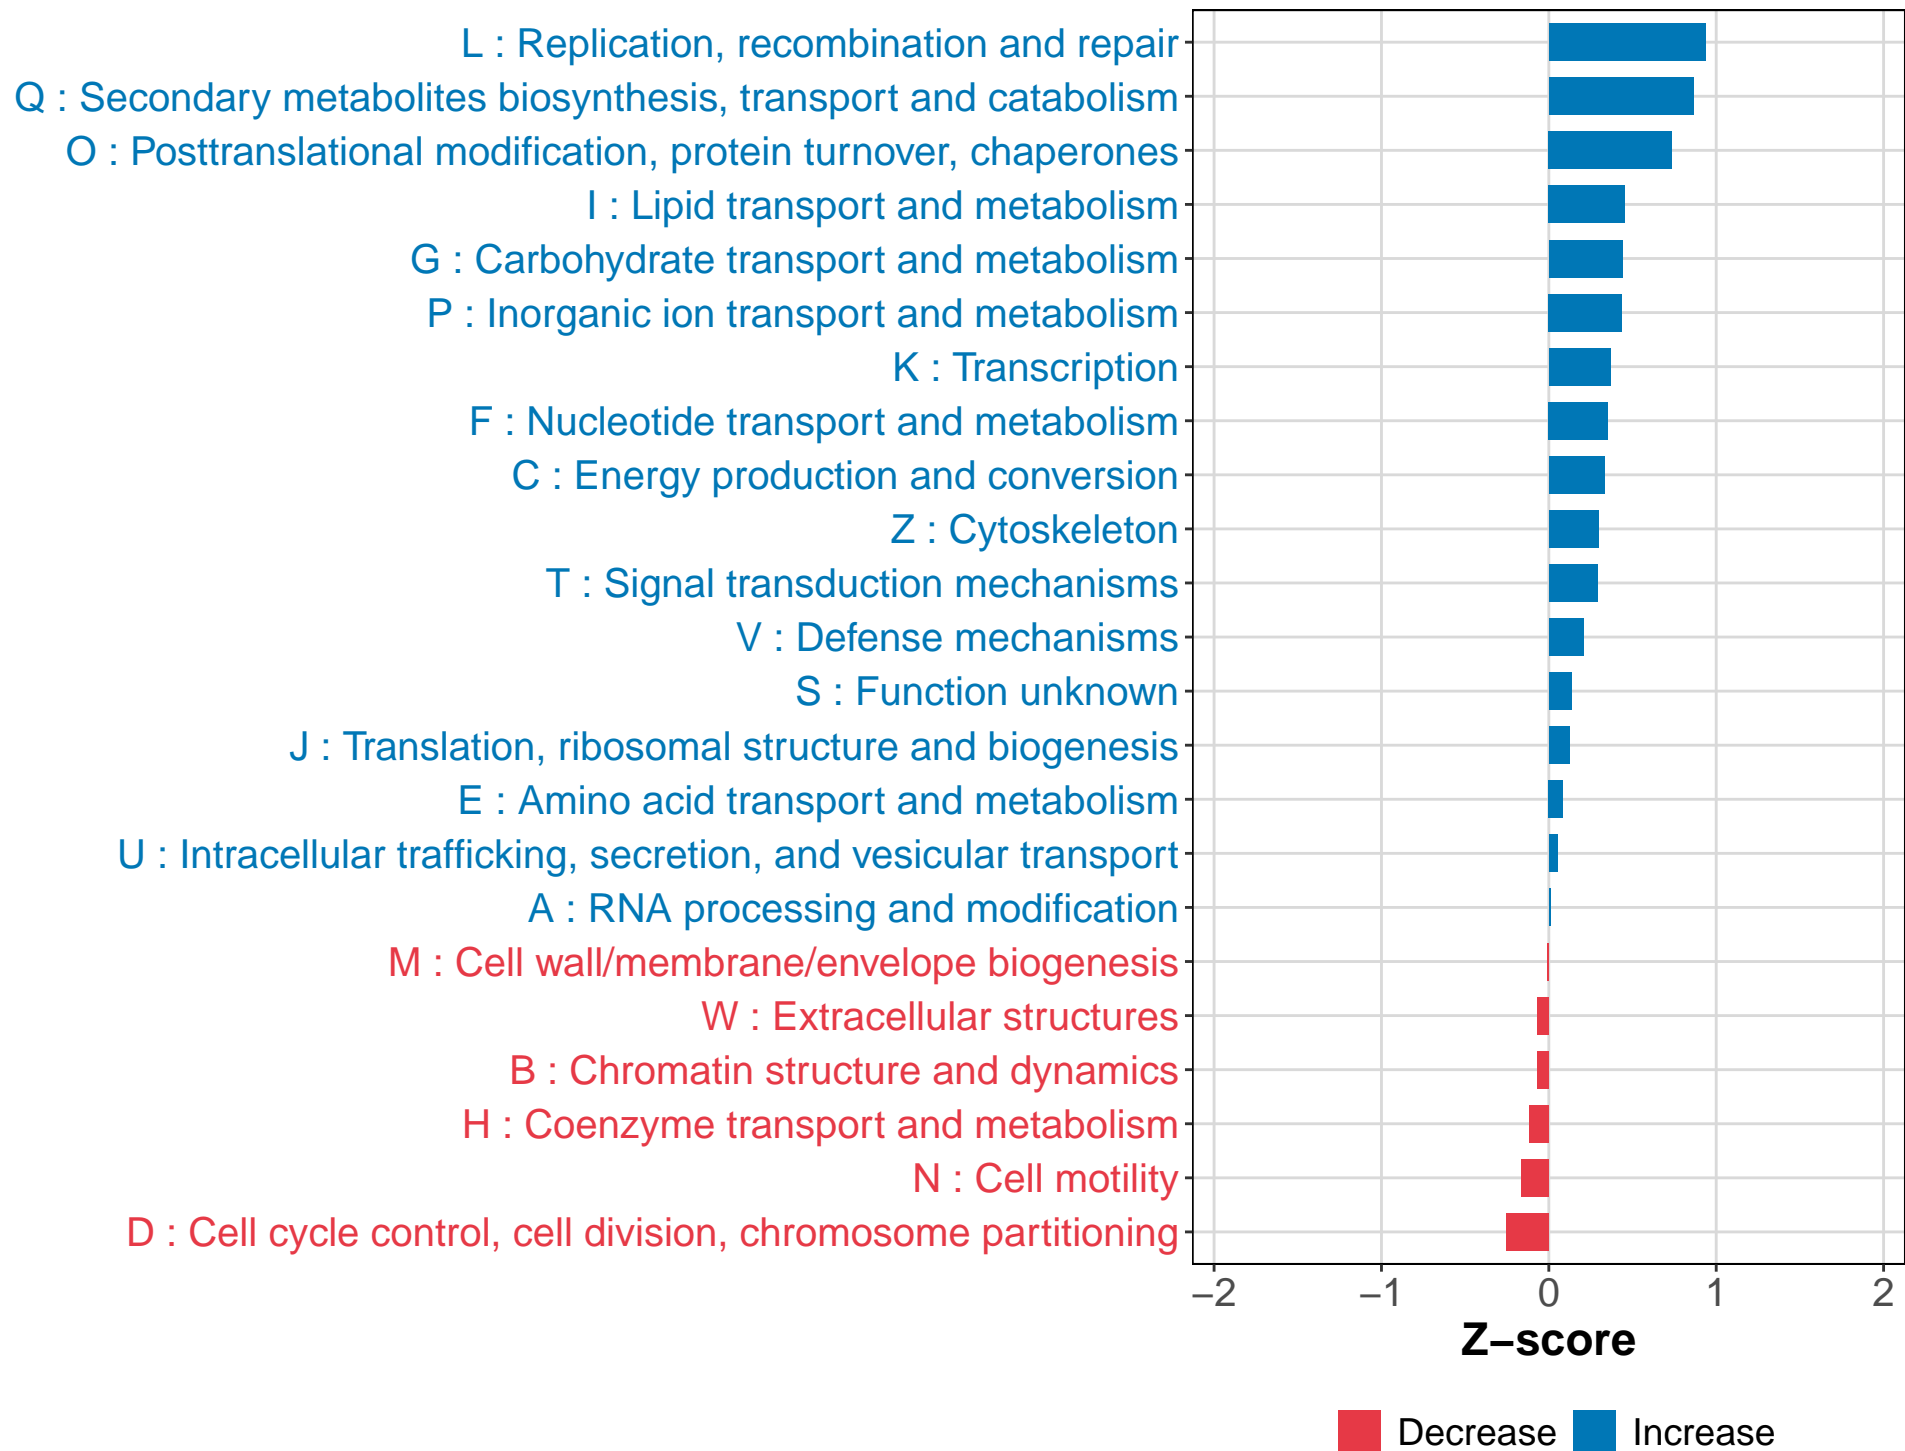 L : Replication, recombination and repair
Q : Secondary metabolites biosynthesis, transport and catabolism
O : Posttranslational modification, protein turnover, chaperones
I : Lipid transport and metabolism
G : Carbohydrate transport and metabolism
P : Inorganic ion transport and metabolism
K : Transcription
F : Nucleotide transport and metabolism
C : Energy production and conversion
Z : Cytoskeleton
T : Signal transduction mechanisms
V : Defense mechanisms
S : Function unknown
J : Translation, ribosomal structure and biogenesis
E : Amino acid transport and metabolism
U : Intracellular trafficking, secretion, and vesicular transport
A : RNA processing and modification
M : Cell wall/membrane/envelope biogenesis
W : Extracellular structures
B : Chromatin structure and dynamics
H : Coenzyme transport and metabolism
N : Cell motility
D : Cell cycle control, cell division, chromosome partitioning
−2 −1 0 1 2
Z−score
Decrease Increase